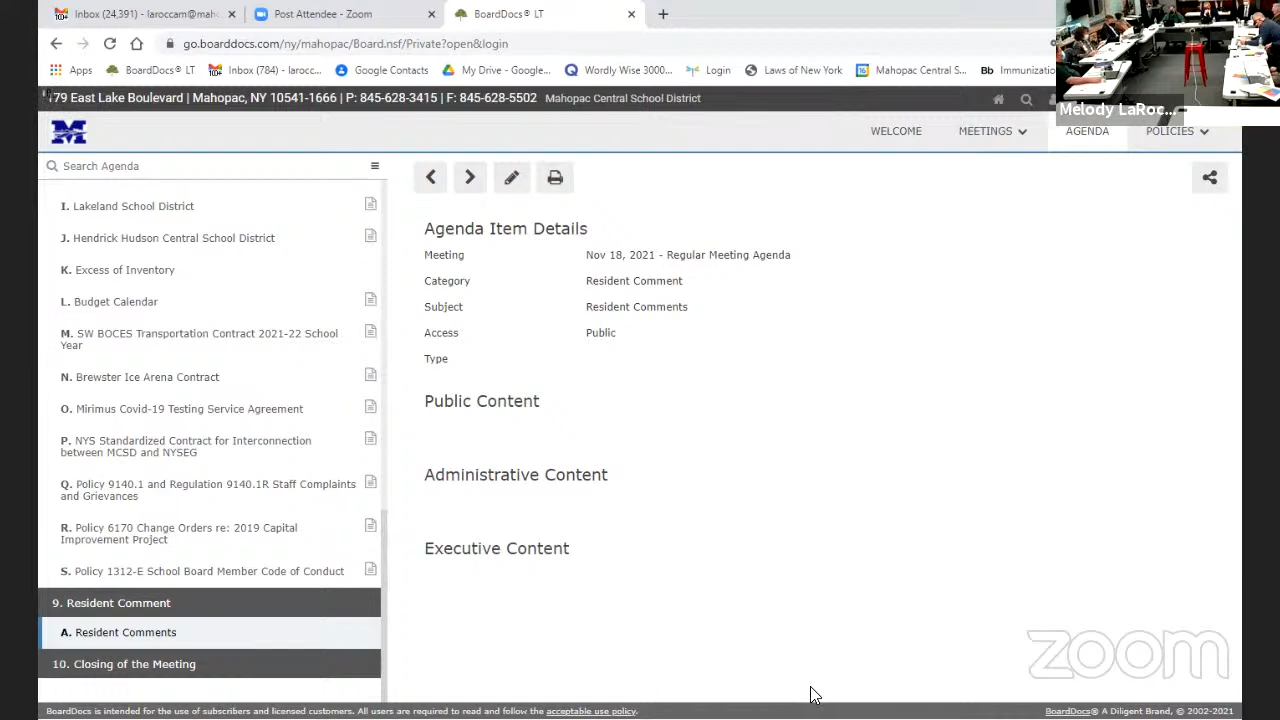 Inbox (24,391) - laroccam@mah
Post Attendee - Zoom
BoardDocs® LT
go.boarddocs.com/ny/mahopac/Board.nsf/Private?open&login
Apps
BoardDocs® LT
Inbox (784) - larocc...
Google Contacts
My Drive - Google...
Wordly Wise 3000...
Login
Laws of New York
Mahopac Central S...
Bb Immunizatio
179 East Lake Boulevard | Mahopac, NY 10541-1666 | P: 845-628-3415 | F: 845-628-5502 Mahopac Central School District
Melody LaRoc...
M
WELCOME
MEETINGS
AGENDA
POLICIES
Search Agenda
I. Lakeland School District
J. Hendrick Hudson Central School District
K. Excess of Inventory
L. Budget Calendar
M. SW BOCES Transportation Contract 2021-22 School
Year
N. Brewster Ice Arena Contract
O. Mirimus Covid-19 Testing Service Agreement
P. NYS Standardized Contract for Interconnection
between MCSD and NYSEG
Q. Policy 9140.1 and Regulation 9140.1R Staff Complaints
and Grievances
R. Policy 6170 Change Orders re: 2019 Capital
Improvement Project
S. Policy 1312-E School Board Member Code of Conduct
9. Resident Comment
A. Resident Comments
10. Closing of the Meeting
Agenda Item Details
Meeting Nov 18, 2021 - Regular Meeting Agenda
Category Resident Comment
Subject Resident Comments
Access Public
Type
Public Content
Administrative Content
Executive Content
zoom
BoardDocs is intended for the use of subscribers and licensed customers. All users are required to read and follow the acceptable use policy.
BoardDocs® A Diligent Brand, © 2002-2021